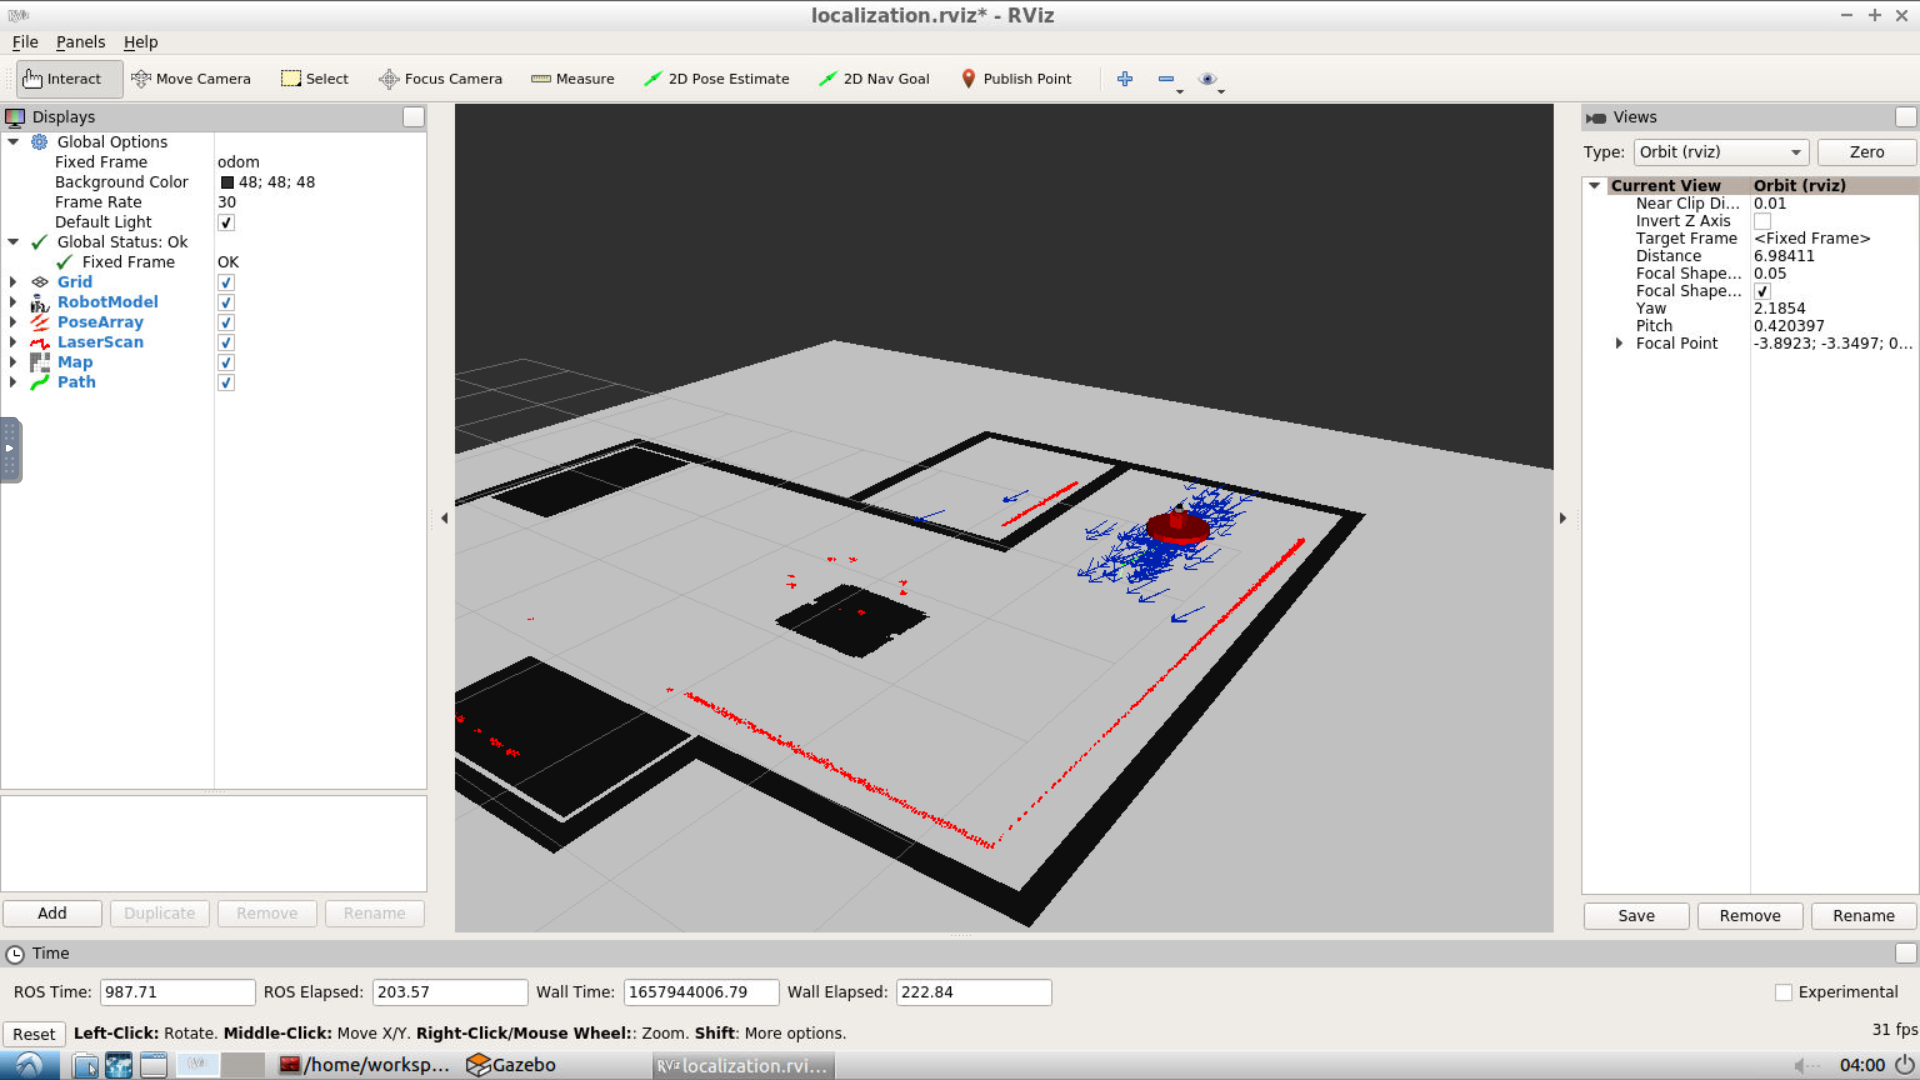 localization.rviz* - RViz
File Panels Help
Interact Move Camera Select Focus Camera Measure 2D Pose Estimate 2D Nav Goal Publish Point
Displays
Global Options
Fixed Frame odom
Background Color 48; 48; 48
Frame Rate 30
Default Light
Global Status: Ok
Fixed Frame OK
Grid
RobotModel
PoseArray
LaserScan
Map
Path
Add Duplicate Remove Rename
Views
Type: Orbit (rviz) Zero
Current View Orbit (rviz)
Near Clip Di... 0.01
Invert Z Axis
Target Frame <Fixed Frame>
Distance 6.98411
Focal Shape... 0.05
Focal Shape...
Yaw 2.1854
Pitch 0.420397
Focal Point -3.8923; -3.3497; 0...
Save Remove Rename
Time
ROS Time: 987.71 ROS Elapsed: 203.57 Wall Time: 1657944006.79 Wall Elapsed: 222.84 Experimental
Reset Left-Click: Rotate. Middle-Click: Move X/Y. Right-Click/Mouse Wheel:: Zoom. Shift: More options. 31 fps
/home/worksp... Gazebo RViz localization.rvi... 04:00